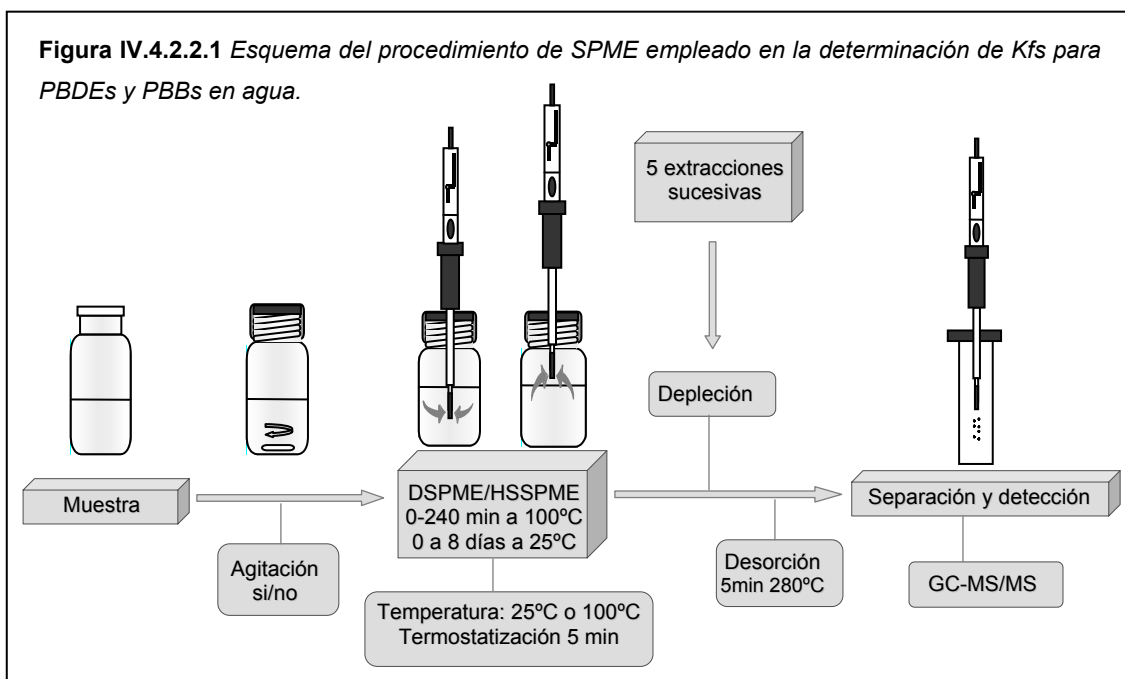 Figura IV.4.2.2.1 Esquema del procedimiento de SPME empleado en la determinación de Kfs para
PBDEs y PBBs en agua.
5 extracciones
sucesivas
Depleción
Muestra
DSPME/HSSPME
0-240 min a 100ºC
0 a 8 días a 25ºC
Separación y detección
Agitación
si/no
Temperatura: 25ºC o 100ºC
Termostatización 5 min
Desorción
5min 280ºC
GC-MS/MS